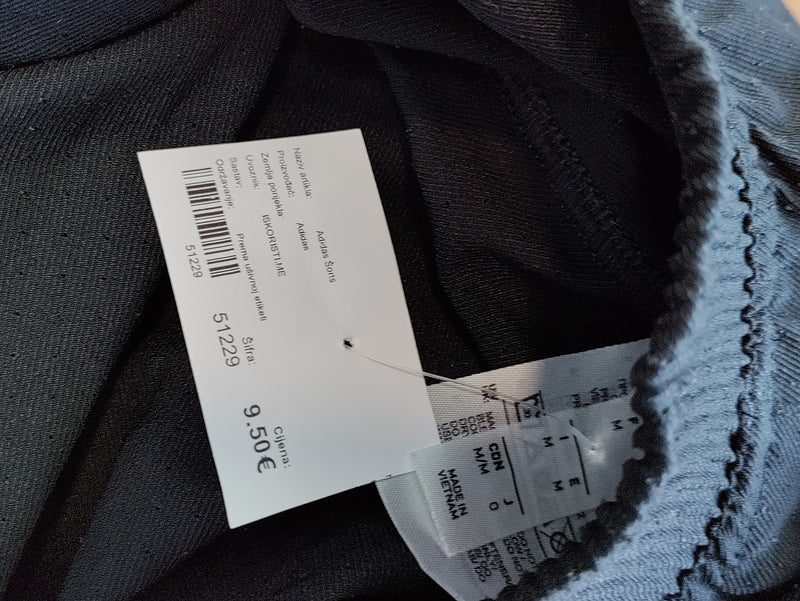 Naziv artikla: Adidas Šorts
Proizvođač: Adidas
Zemlja porijekla:
Uvoznik: ISKORISTI.ME
Sastav:
Održavanje: Prema ušivnoj etiketi
51229
Šifra:
51229
Cijena:
9.50€
F
M
I
M
E
M
CDN
M/M
J
O
MADE IN
VIETNAM